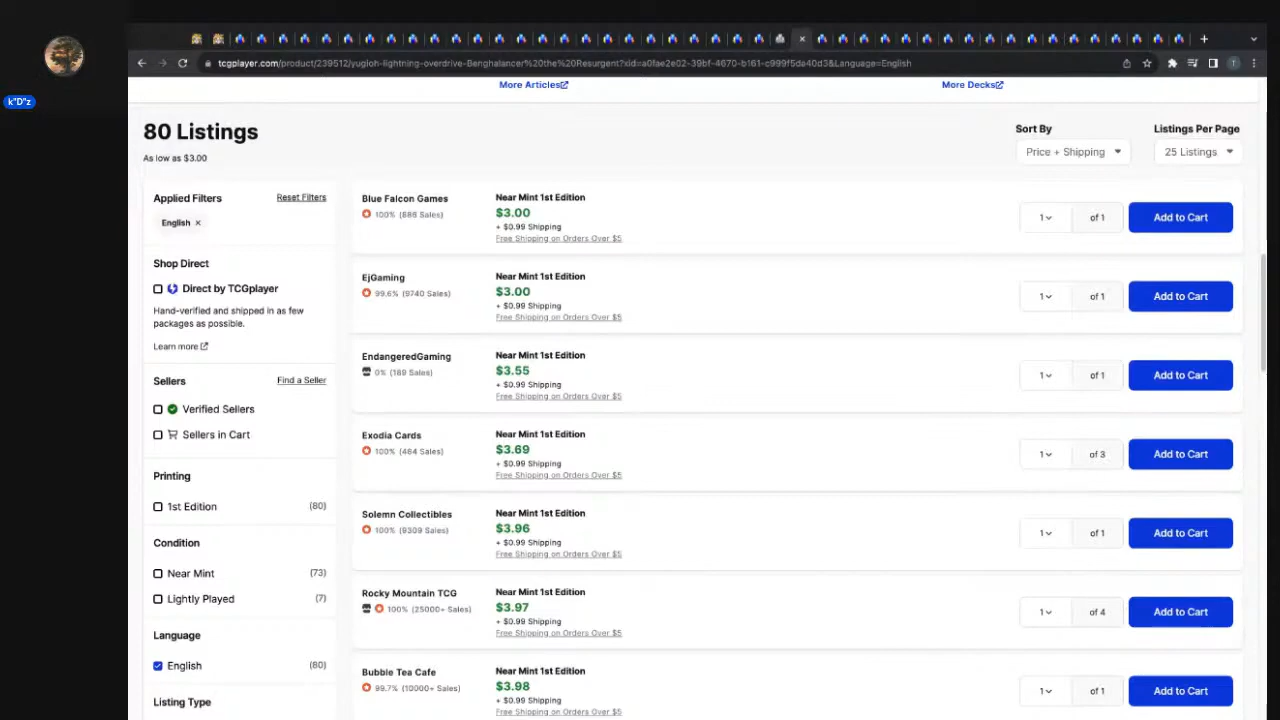 k"D"z
tcgplayer.com/product/239512/yugioh-lightning-overdrive-Benghalancer%20the%20Resurgent?xid=a0fae2e02-39bf-4670-b161-c999f5da40d3&Language=English
T
More Articles
More Decks
80 Listings
As low as $3.00
Sort By
Listings Per Page
Price + Shipping
25 Listings
Applied Filters
Reset Filters
English ×
Shop Direct
Direct by TCGplayer
Hand-verified and shipped in as few
packages as possible.
Learn more
Sellers
Find a Seller
Verified Sellers
Sellers in Cart
Printing
1st Edition (80)
Condition
Near Mint (73)
Lightly Played (7)
Language
English (80)
Listing Type
Blue Falcon Games
100% (886 Sales)
Near Mint 1st Edition
$3.00
+ $0.99 Shipping
Free Shipping on Orders Over $5
1 of 1
Add to Cart
EjGaming
99.6% (9740 Sales)
Near Mint 1st Edition
$3.00
+ $0.99 Shipping
Free Shipping on Orders Over $5
1 of 1
Add to Cart
EndangeredGaming
0% (189 Sales)
Near Mint 1st Edition
$3.55
+ $0.99 Shipping
Free Shipping on Orders Over $5
1 of 1
Add to Cart
Exodia Cards
100% (464 Sales)
Near Mint 1st Edition
$3.69
+ $0.99 Shipping
Free Shipping on Orders Over $5
1 of 3
Add to Cart
Solemn Collectibles
100% (9309 Sales)
Near Mint 1st Edition
$3.96
+ $0.99 Shipping
Free Shipping on Orders Over $5
1 of 1
Add to Cart
Rocky Mountain TCG
100% (25000+ Sales)
Near Mint 1st Edition
$3.97
+ $0.99 Shipping
Free Shipping on Orders Over $5
1 of 4
Add to Cart
Bubble Tea Cafe
99.7% (10000+ Sales)
Near Mint 1st Edition
$3.98
+ $0.99 Shipping
Free Shipping on Orders Over $5
1 of 1
Add to Cart